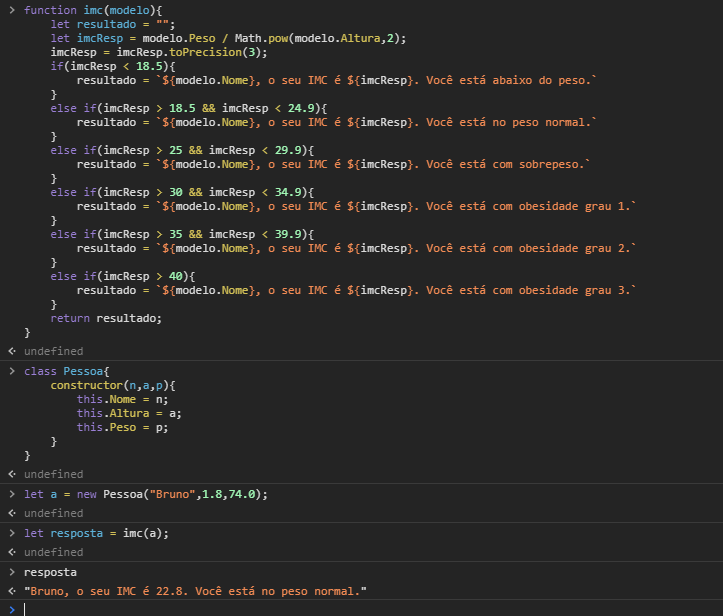 > function imc(modelo){
    let resultado = "";
    let imcResp = modelo.Peso / Math.pow(modelo.Altura,2);
    imcResp = imcResp.toPrecision(3);
    if(imcResp < 18.5){
        resultado = `${modelo.Nome}, o seu IMC é ${imcResp}. Você está abaixo do peso.`
    }
    else if(imcResp > 18.5 && imcResp < 24.9){
        resultado = `${modelo.Nome}, o seu IMC é ${imcResp}. Você está no peso normal.`
    }
    else if(imcResp > 25 && imcResp < 29.9){
        resultado = `${modelo.Nome}, o seu IMC é ${imcResp}. Você está com sobrepeso.`
    }
    else if(imcResp > 30 && imcResp < 34.9){
        resultado = `${modelo.Nome}, o seu IMC é ${imcResp}. Você está com obesidade grau 1.`
    }
    else if(imcResp > 35 && imcResp < 39.9){
        resultado = `${modelo.Nome}, o seu IMC é ${imcResp}. Você está com obesidade grau 2.`
    }
    else if(imcResp > 40){
        resultado = `${modelo.Nome}, o seu IMC é ${imcResp}. Você está com obesidade grau 3.`
    }
    return resultado;
}
undefined
> class Pessoa{
    constructor(n,a,p){
        this.Nome = n;
        this.Altura = a;
        this.Peso = p;
    }
}
undefined
> let a = new Pessoa("Bruno",1.8,74.0);
undefined
> let resposta = imc(a);
undefined
> resposta
"Bruno, o seu IMC é 22.8. Você está no peso normal."
>